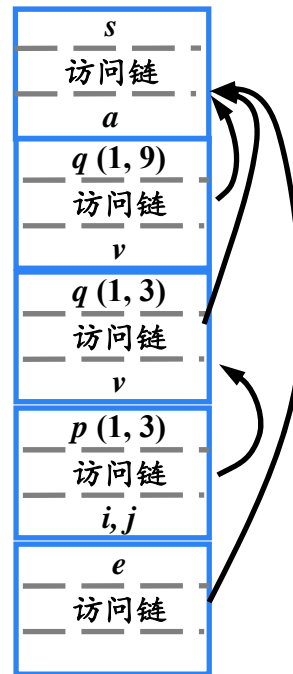 s
访问链
a
q (1, 9)
访问链
v
q (1, 3)
访问链
v
p (1, 3)
访问链
i, j
e
访问链